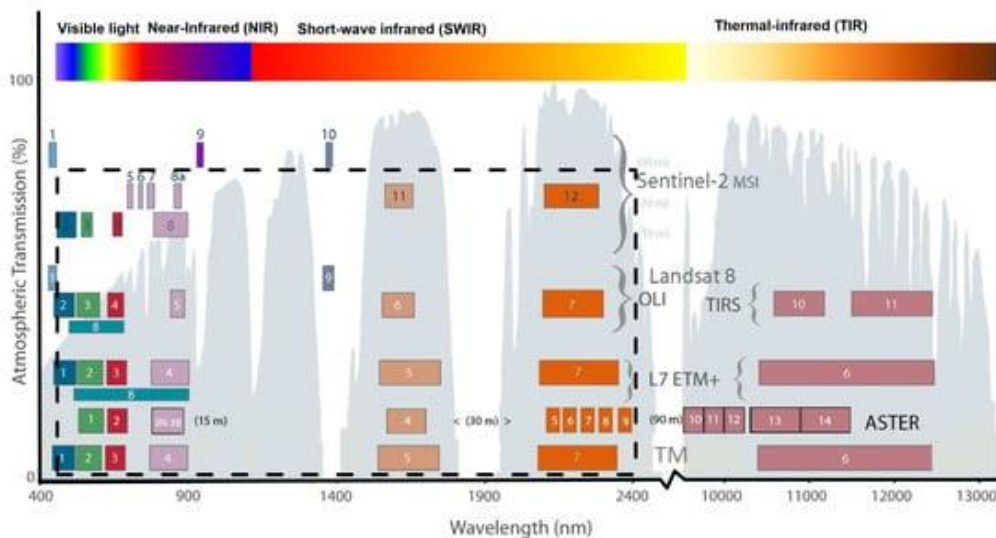 Visible light Near-Infrared (NIR) Short-wave infrared (SWIR) Thermal-infrared (TIR)
100
Atmospheric Transmission (%)
1 9 10
5 6 7 8a 11 12 Sentinel-2 MSI
8
9 Landsat 8
2 3 4 5 6 7 OLI TIRS 10 11
8
1 2 3 4 5 7 L7 ETM+ 6
8
1 2 (15 m) 4 < (30 m) > 5 6 7 8 9 (90 m) 10 11 12 13 14 ASTER
1 2 3 4 5 7 TM 6
0
400 900 1400 1900 2400 10000 11000 12000 13000
Wavelength (nm)